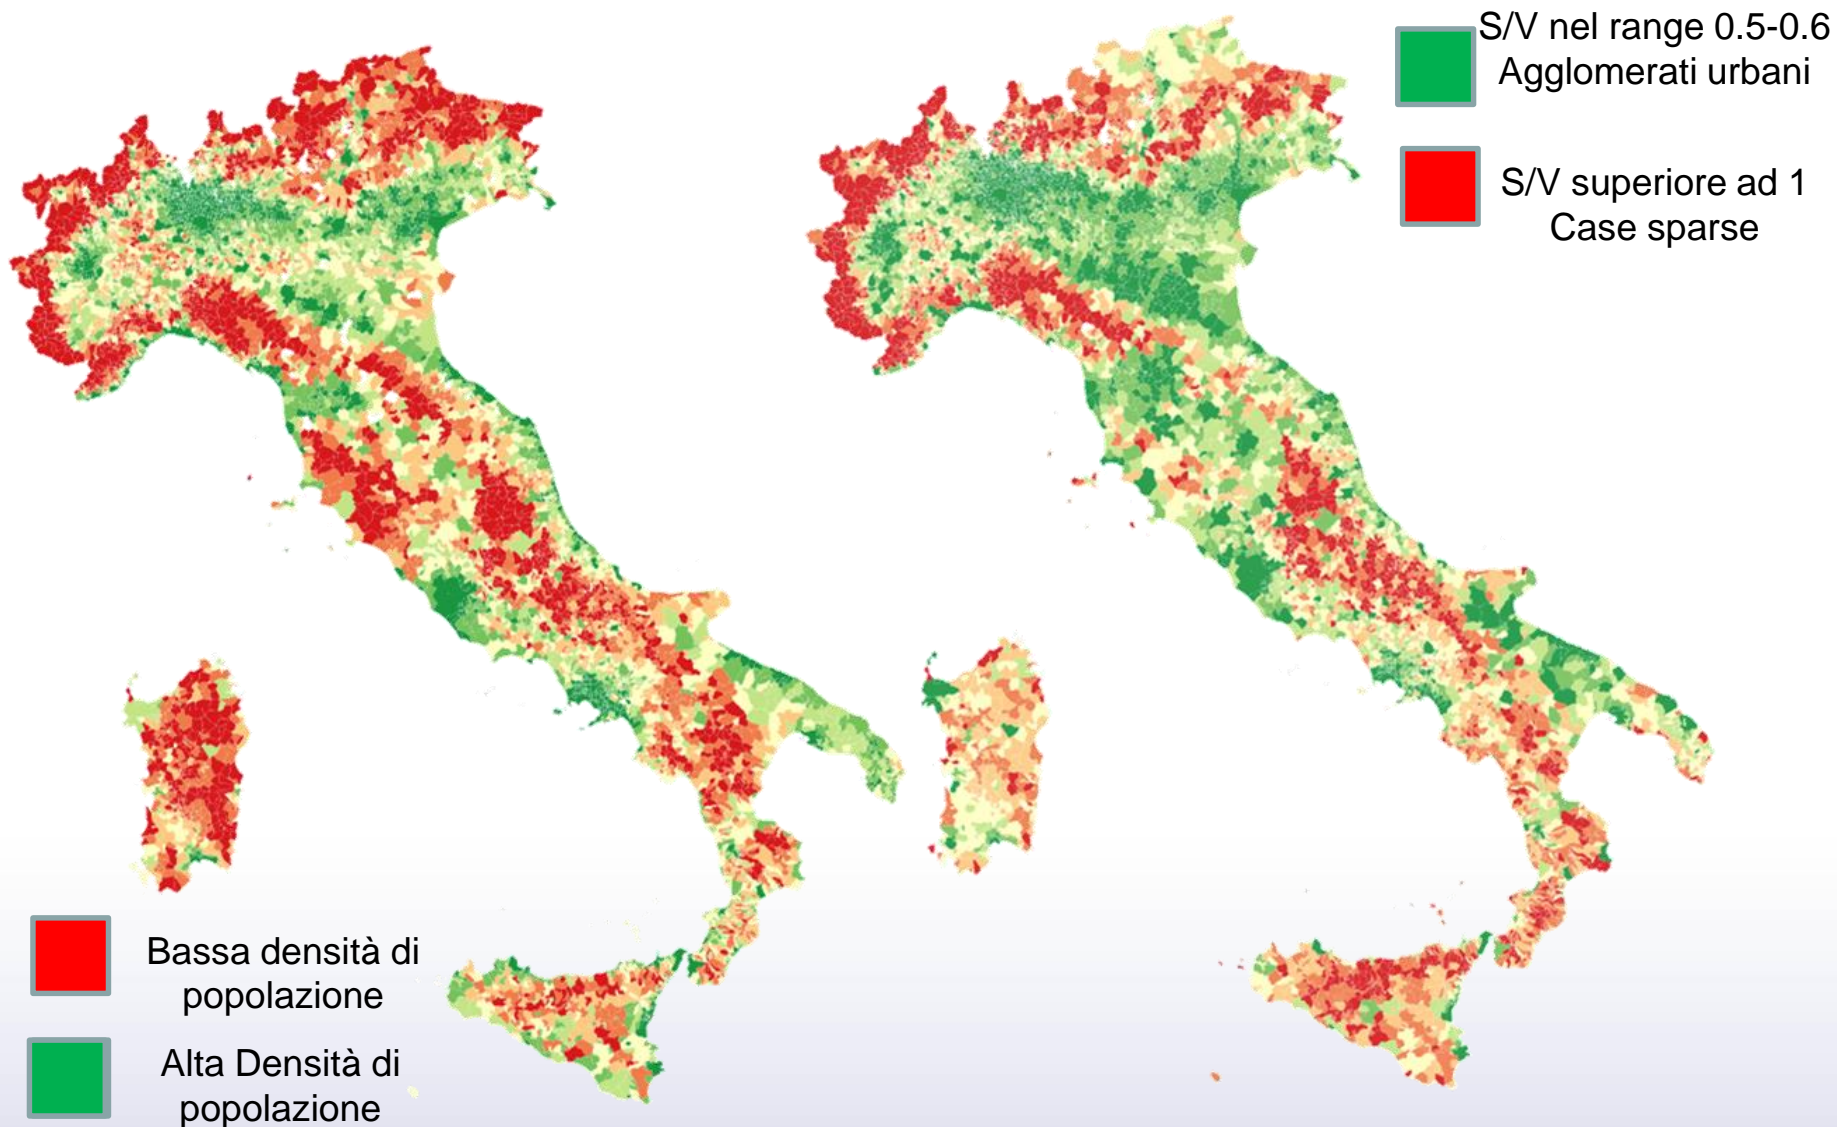 S/V nel range 0.5-0.6
Agglomerati urbani
S/V superiore ad 1
Case sparse
Bassa densità di
popolazione
Alta Densità di
popolazione